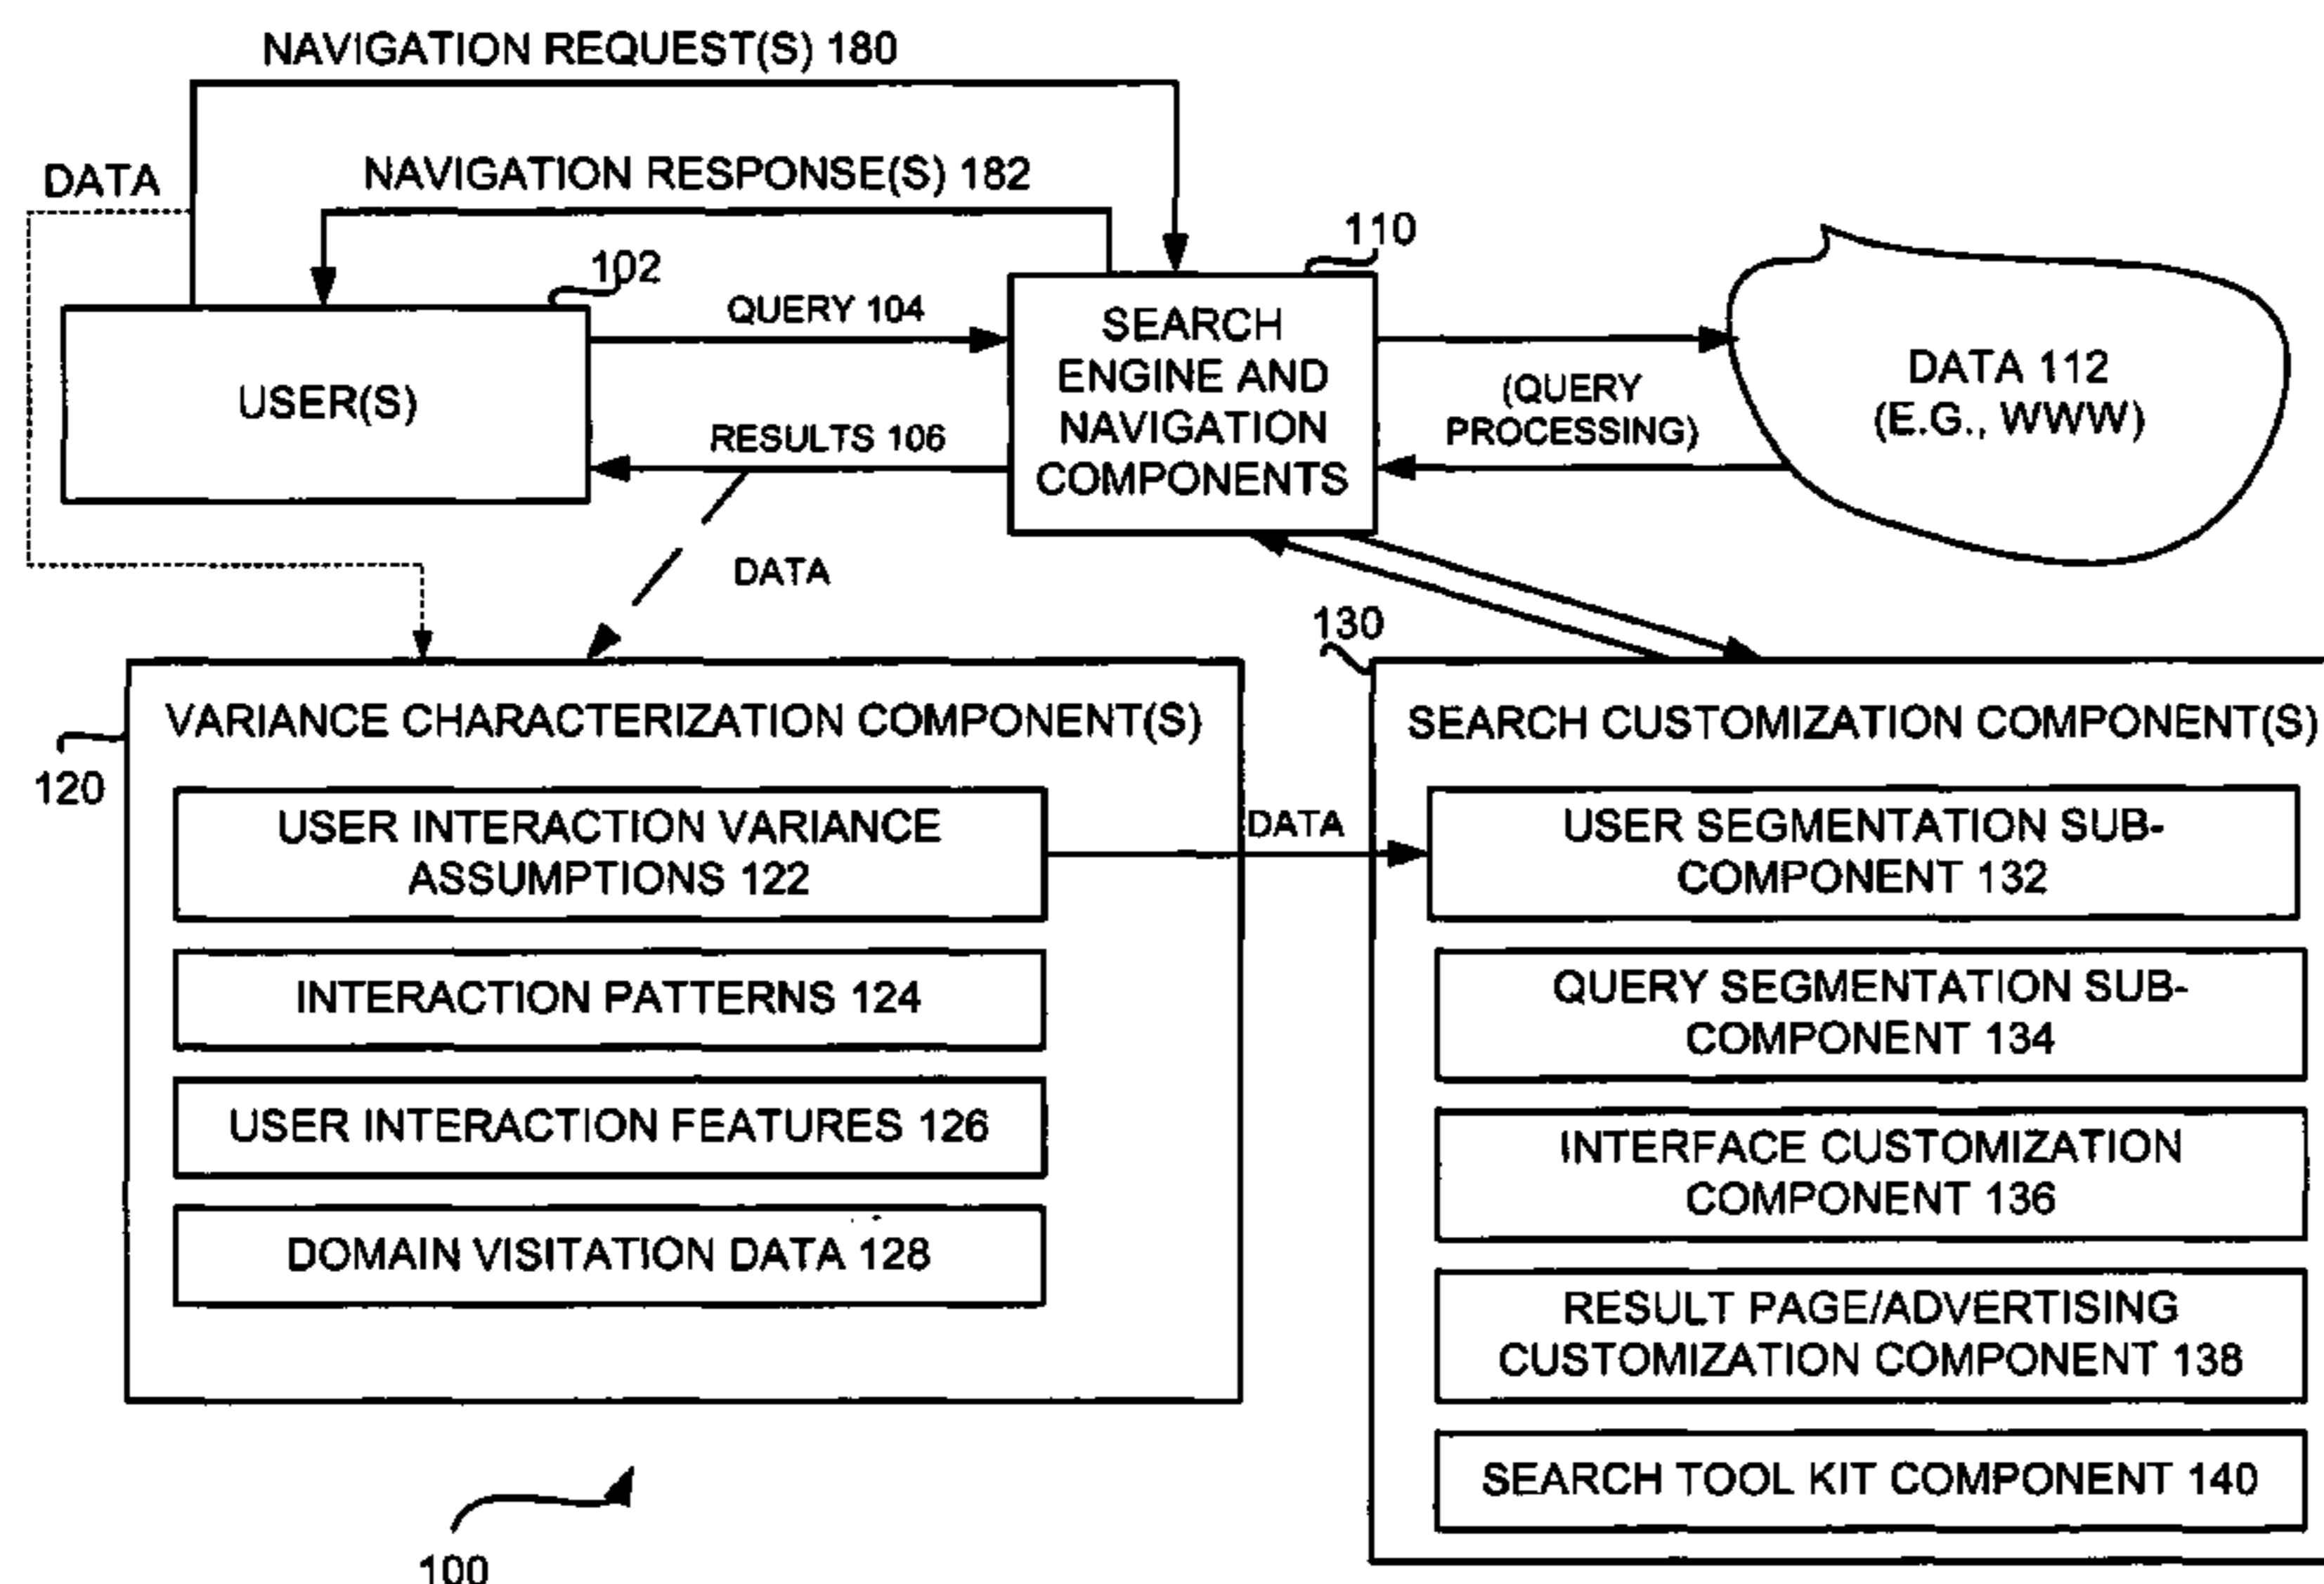 NAVIGATION REQUEST(S) 180
DATA
NAVIGATION RESPONSE(S) 182
110
102
QUERY 104
USER(S)
RESULTS 106
SEARCH
ENGINE AND
NAVIGATION
COMPONENTS
(QUERY
PROCESSING)
DATA 112
(E.G., WWW)
DATA
130
VARIANCE CHARACTERIZATION COMPONENT(S)
120
USER INTERACTION VARIANCE
ASSUMPTIONS 122
INTERACTION PATTERNS 124
USER INTERACTION FEATURES 126
DOMAIN VISITATION DATA 128
DATA
SEARCH CUSTOMIZATION COMPONENT(S)
USER SEGMENTATION SUB-
COMPONENT 132
QUERY SEGMENTATION SUB-
COMPONENT 134
INTERFACE CUSTOMIZATION
COMPONENT 136
RESULT PAGE/ADVERTISING
CUSTOMIZATION COMPONENT 138
SEARCH TOOL KIT COMPONENT 140
100